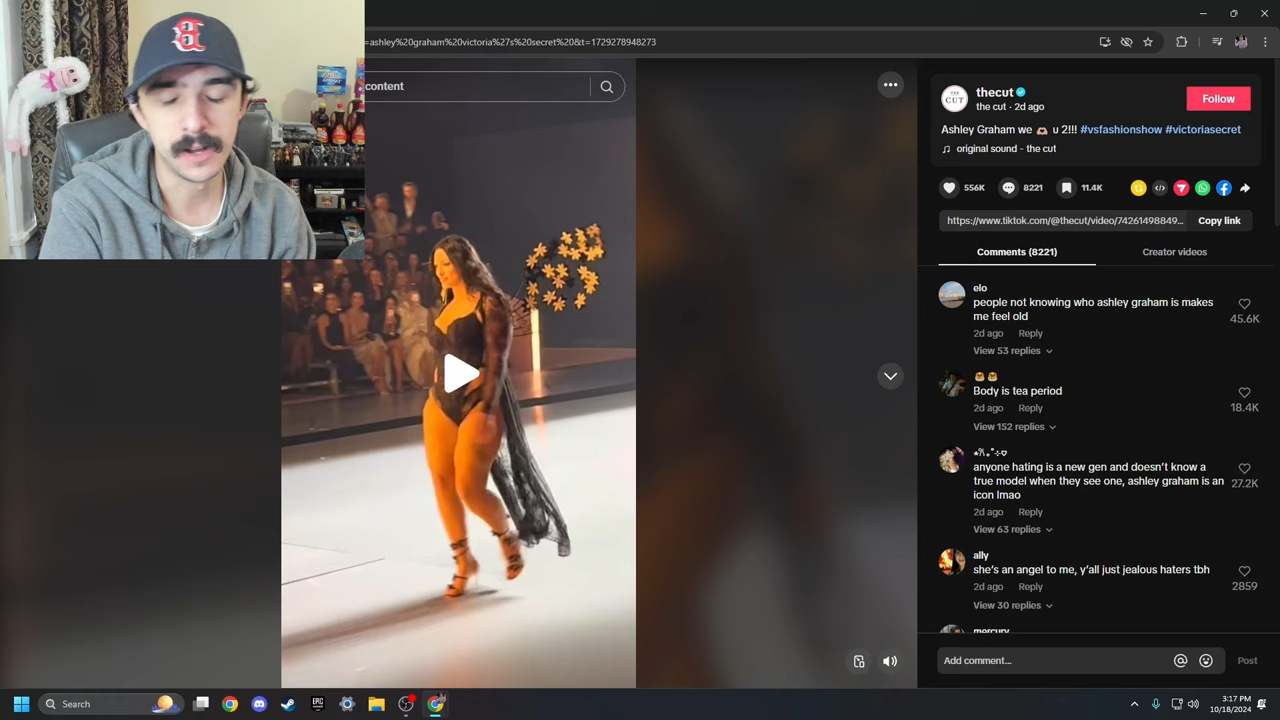 B
=ashley%20graham%20victoria%27s%20secret%20&t=1729278948273
content
THE
CUT
thecut
the cut · 2d ago
Follow
Ashley Graham we 🫶🏼 u 2!!! #vsfashionshow #victoriasecret
♫ original sound - the cut
556K
8221
11.4K
https://www.tiktok.com/@thecut/video/74261498849...
Copy link
Comments (8221)
Creator videos
elo
people not knowing who ashley graham is makes
me feel old
45.6K
2d ago Reply
View 53 replies
Body is tea period
18.4K
2d ago Reply
View 152 replies
anyone hating is a new gen and doesn't know a
true model when they see one, ashley graham is an
icon lmao
27.2K
2d ago Reply
View 63 replies
ally
she's an angel to me, y'all just jealous haters tbh
2859
2d ago Reply
View 30 replies
mercury
Add comment...
Post
Search
EPIC
3:17 PM
10/18/2024